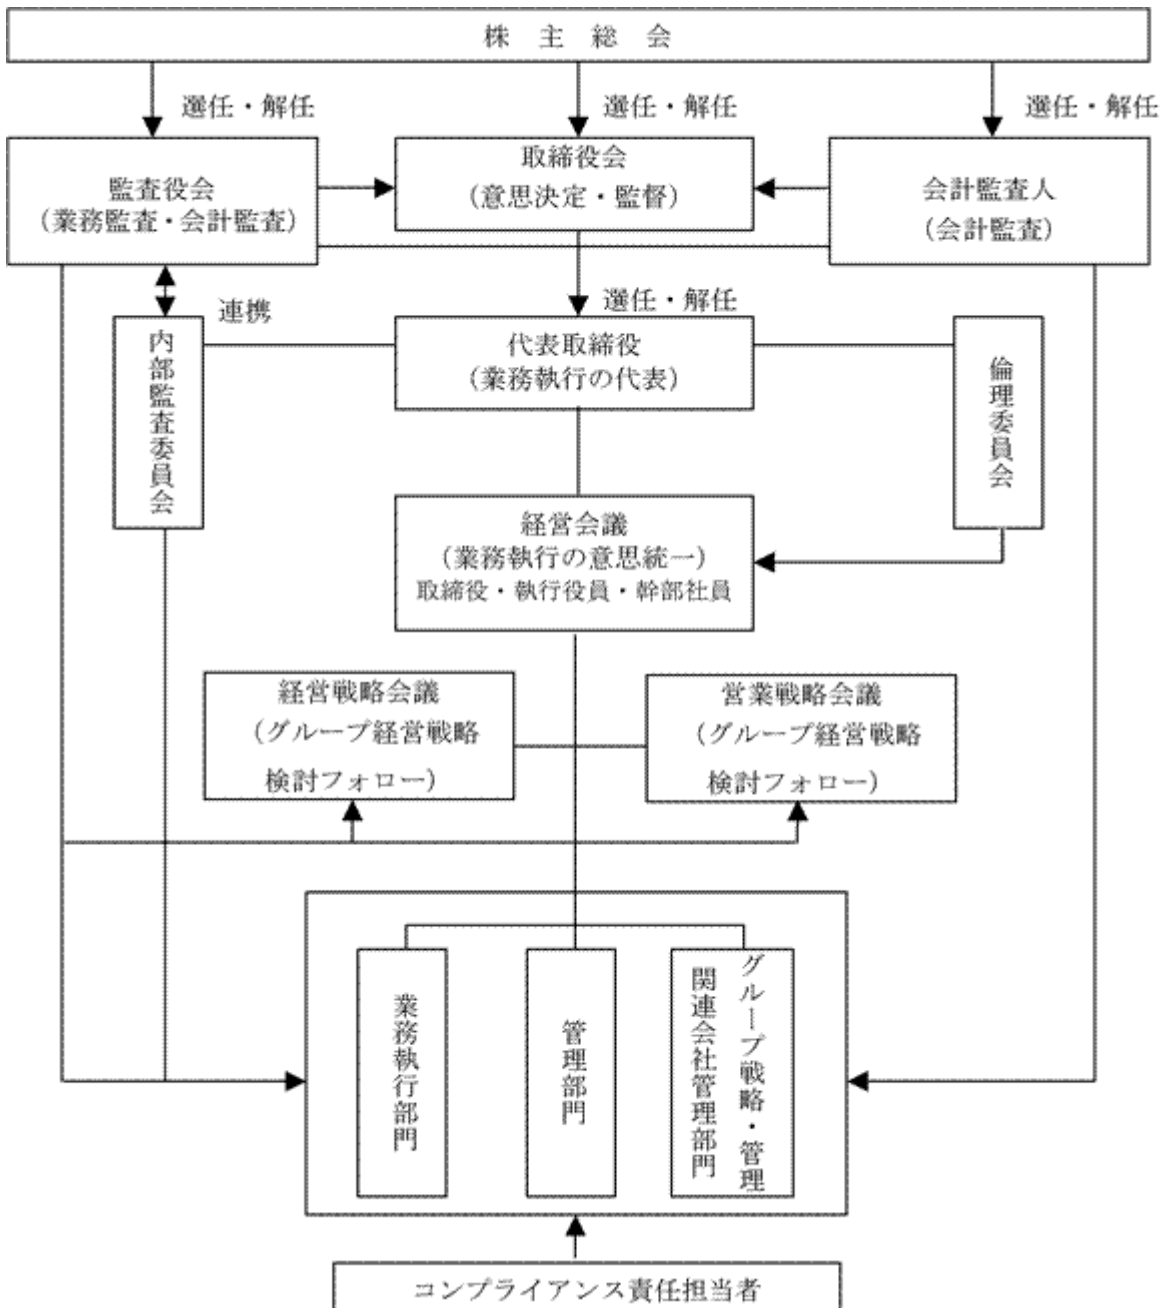 株 主 総 会
選任・解任
選任・解任
選任・解任
監査役会
（業務監査・会計監査）
取締役会
（意思決定・監督）
会計監査人
（会計監査）
連携
選任・解任
内部監査委員会
代表取締役
（業務執行の代表）
倫理委員会
経営会議
（業務執行の意思統一）
取締役・執行役員・幹部社員
経営戦略会議
（グループ経営戦略
検討フォロー）
営業戦略会議
（グループ経営戦略
検討フォロー）
業務執行部門
管理部門
グループ戦略・管理
関連会社管理部門
コンプライアンス責任担当者